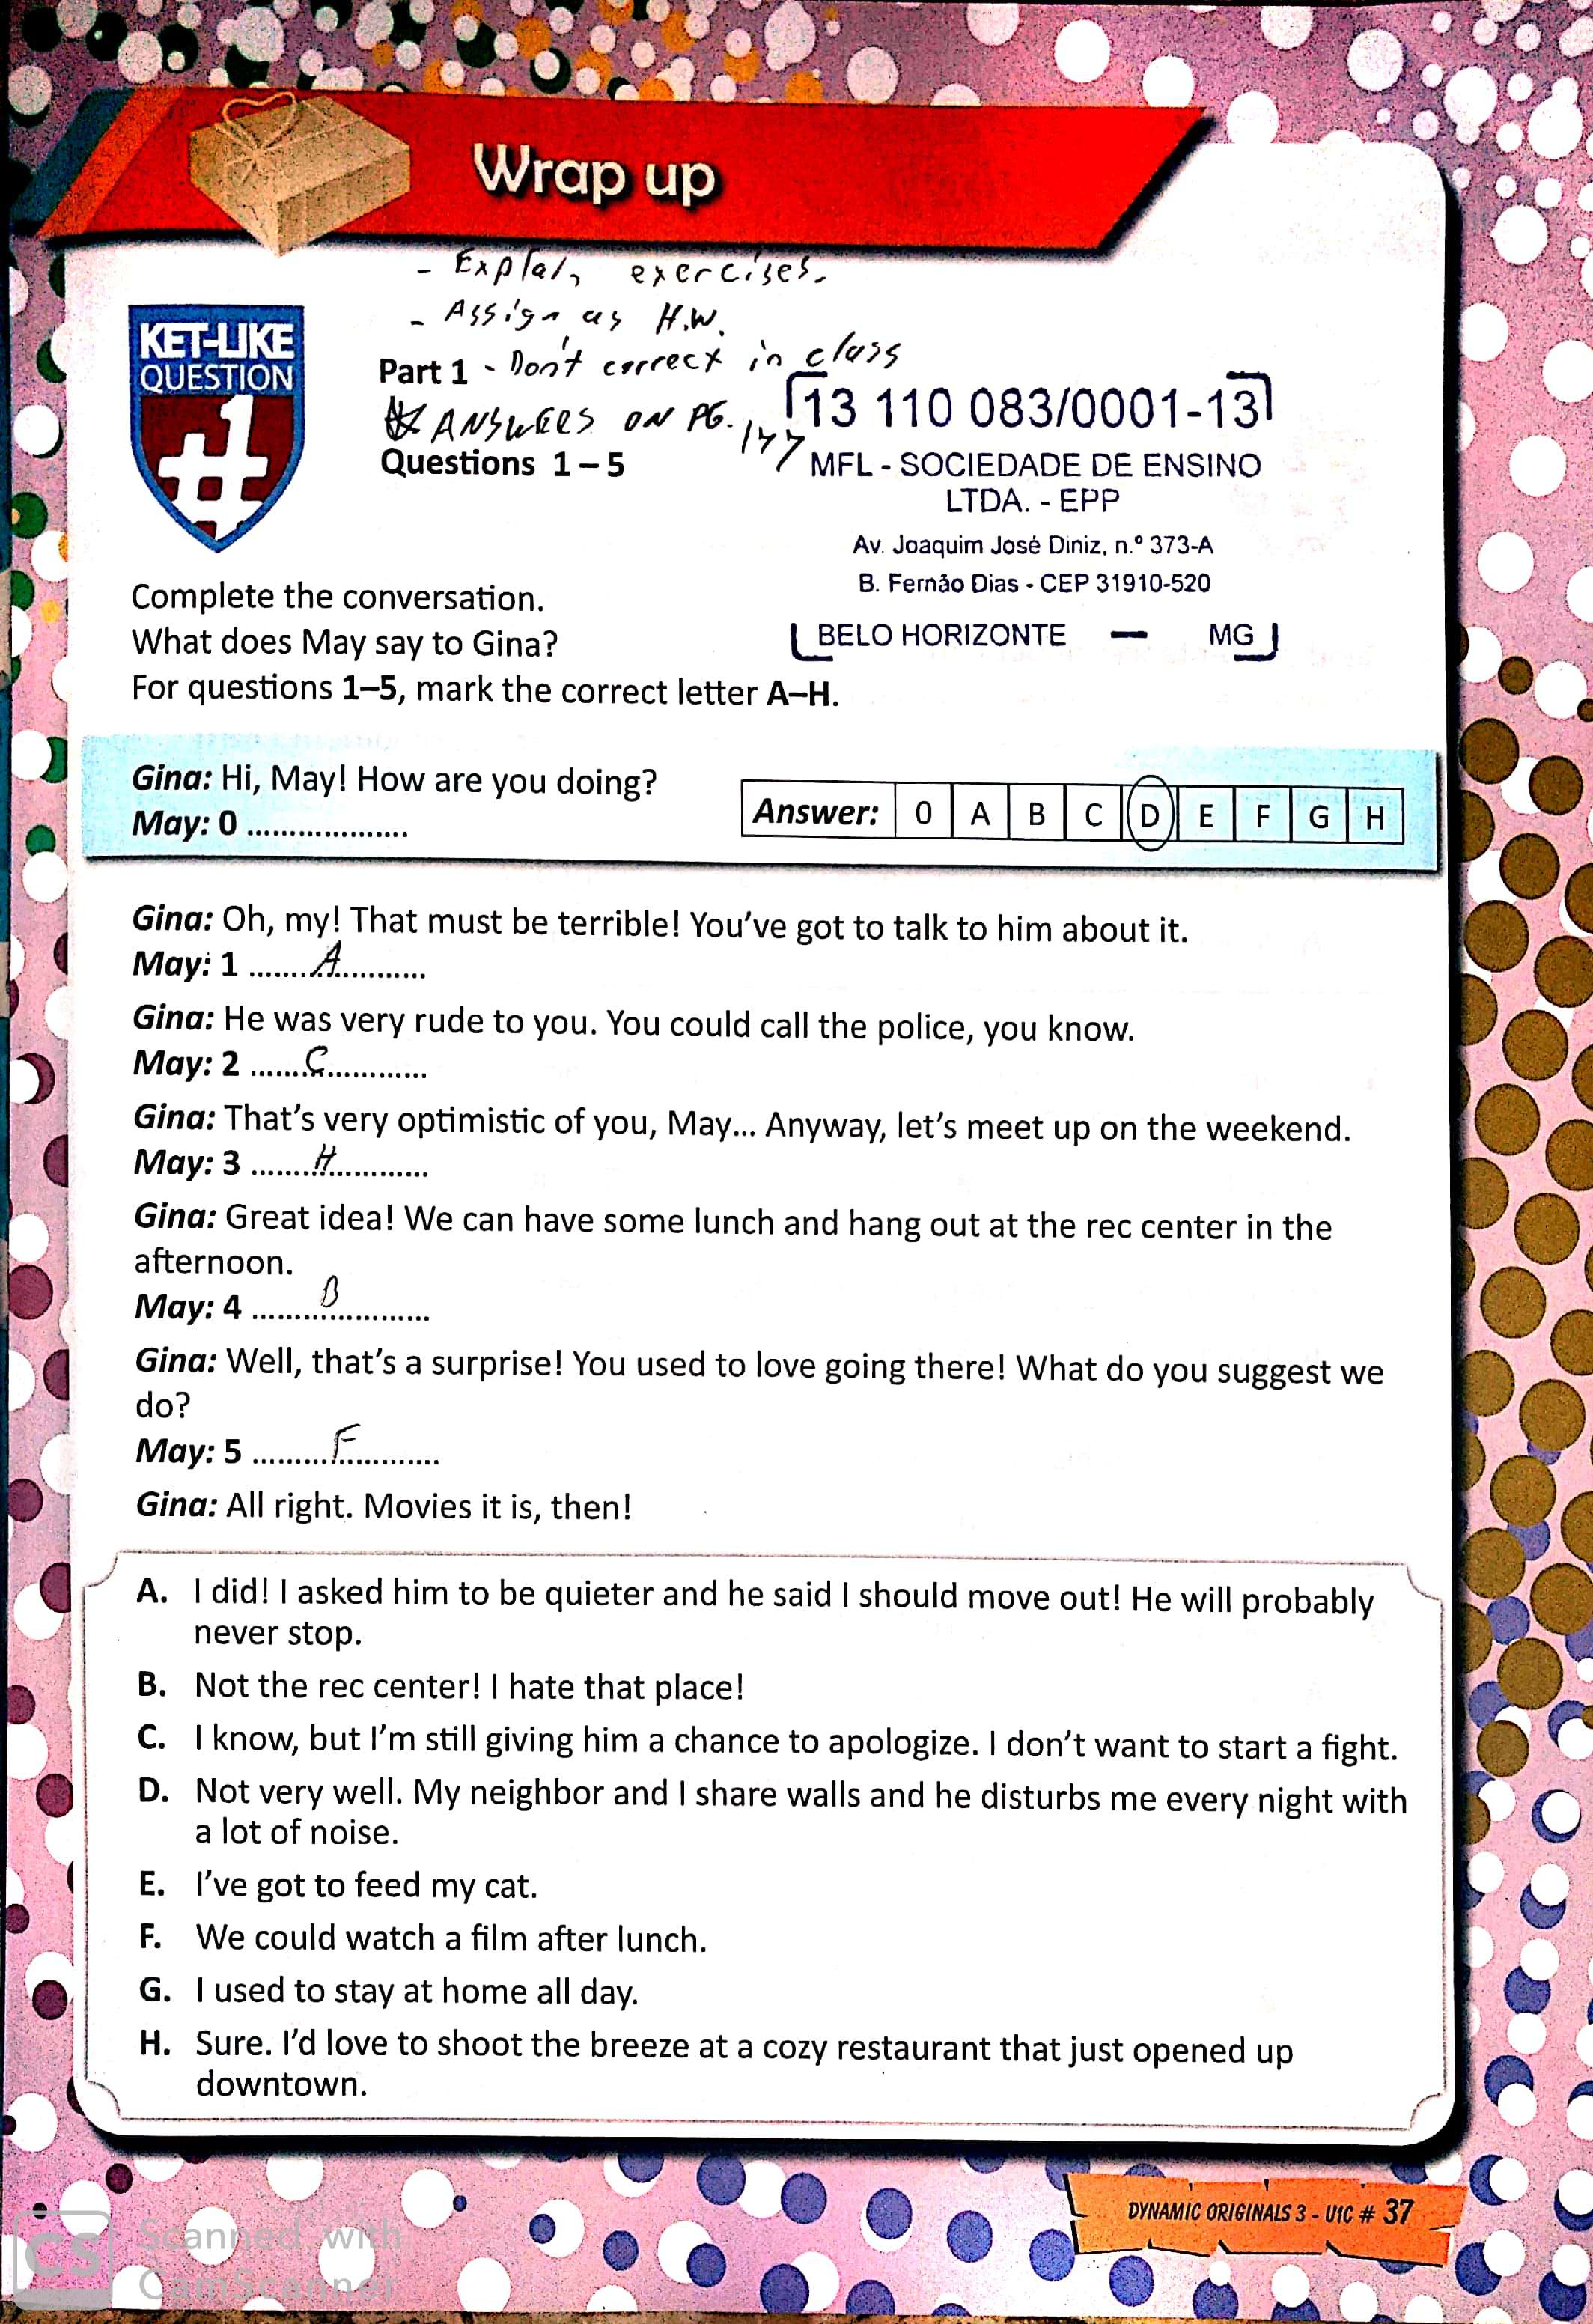 Wrap up
- Explain exercises.
- Assign as H.W.
KET-LIKE
QUESTION
#1
Part 1 - Don't correct in class
ANSWERS ON PG.
Questions 1 – 5
13 110 083/0001-13
MFL - SOCIEDADE DE ENSINO
LTDA. - EPP
Av. Joaquim José Diniz, n.º 373-A
B. Fernão Dias - CEP 31910-520
BELO HORIZONTE — MG
Complete the conversation.
What does May say to Gina?
For questions 1–5, mark the correct letter A–H.
Gina: Hi, May! How are you doing?
May: 0 ...................
Answer: 0 A B C D E F G H
Gina: Oh, my! That must be terrible! You've got to talk to him about it.
May: 1 ........A...........
Gina: He was very rude to you. You could call the police, you know.
May: 2 .......C............
Gina: That's very optimistic of you, May... Anyway, let's meet up on the weekend.
May: 3 ........H...........
Gina: Great idea! We can have some lunch and hang out at the rec center in the
afternoon.
May: 4 ........B...........
Gina: Well, that's a surprise! You used to love going there! What do you suggest we
do?
May: 5 .........F............
Gina: All right. Movies it is, then!
A. I did! I asked him to be quieter and he said I should move out! He will probably
never stop.
B. Not the rec center! I hate that place!
C. I know, but I'm still giving him a chance to apologize. I don't want to start a fight.
D. Not very well. My neighbor and I share walls and he disturbs me every night with
a lot of noise.
E. I've got to feed my cat.
F. We could watch a film after lunch.
G. I used to stay at home all day.
H. Sure. I'd love to shoot the breeze at a cozy restaurant that just opened up
downtown.
DYNAMIC ORIGINALS 3 - U1C # 37
CS Scanned with
CamScanner